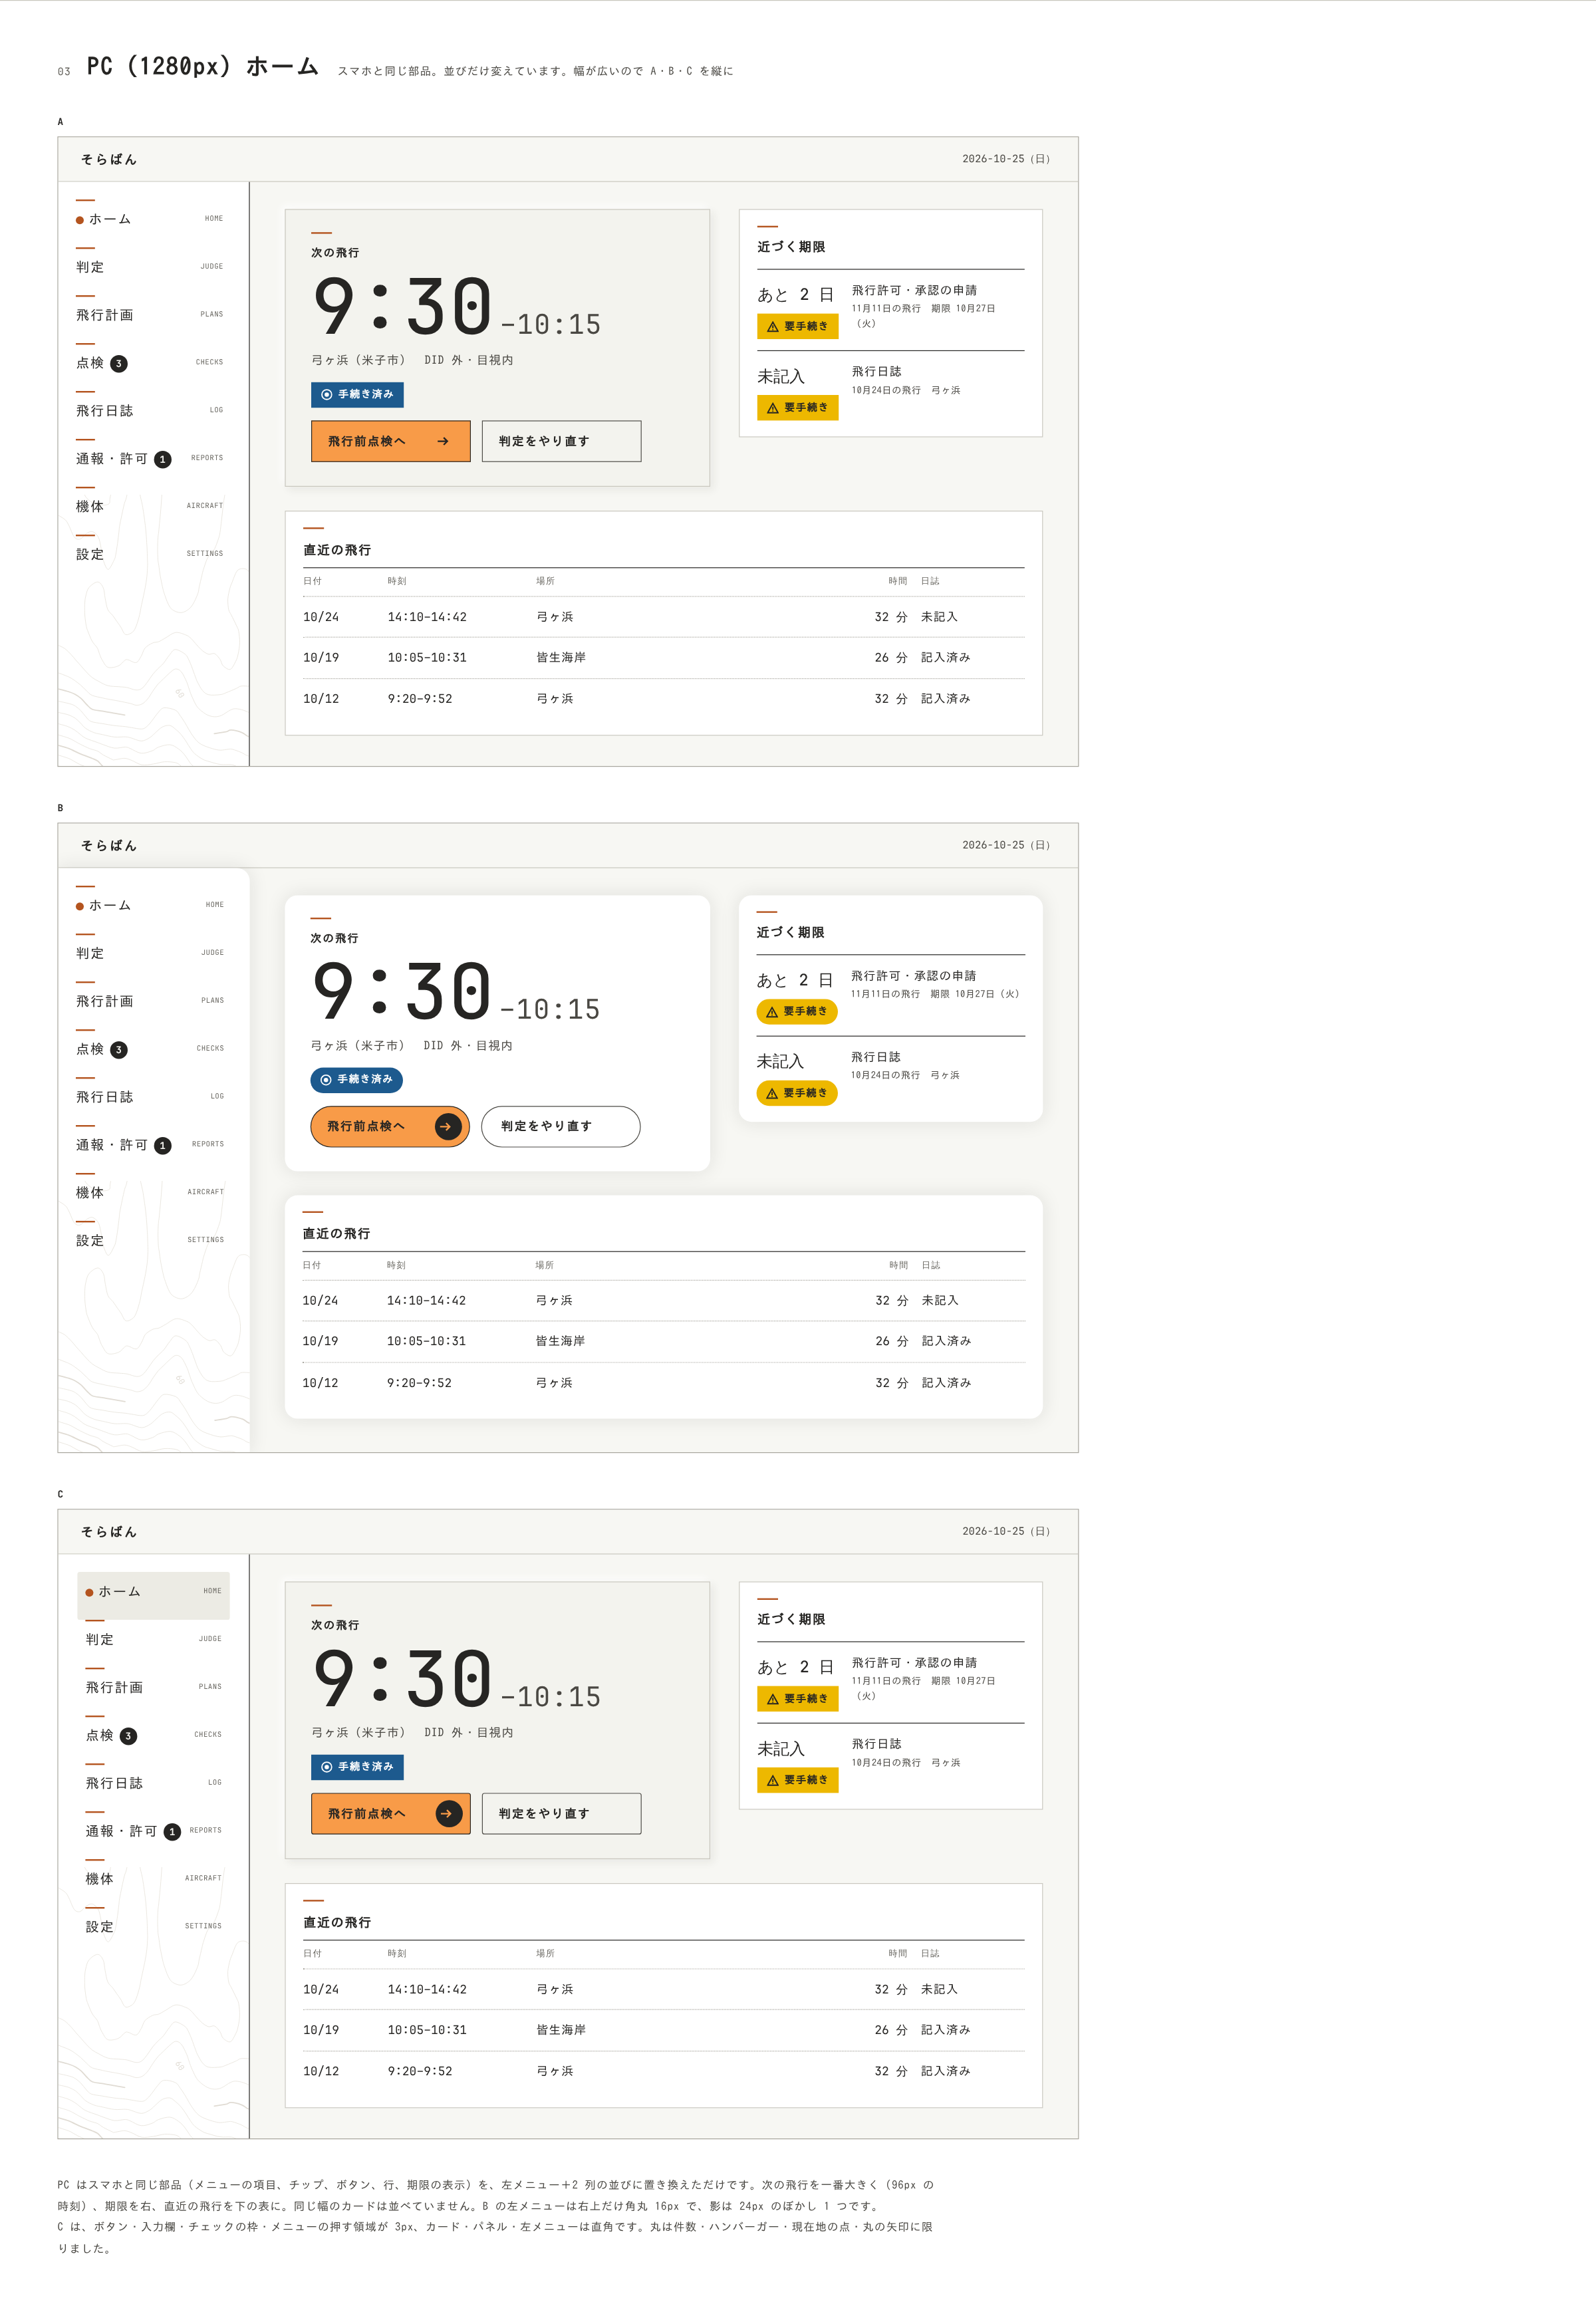 03 PC (1280px) ホーム スマホと同じ部品。並びだけ変えています。幅が広いので A・B・C を縦に
A
そらばん 2026-10-25 (日)
ホーム HOME
判定 JUDGE
飛行計画 PLANS
点検 3 CHECKS
飛行日誌 LOG
通報・許可 1 REPORTS
機体 AIRCRAFT
設定 SETTINGS
次の飛行
9:30 –10:15
弓ヶ浜（米子市） DID 外・目視内
手続き済み
飛行前点検へ → 判定をやり直す
近づく期限
あと 2 日 飛行許可・承認の申請
11月11日の飛行 期限 10月27日
（火）
要手続き
未記入 飛行日誌
10月24日の飛行 弓ヶ浜
要手続き
直近の飛行
日付 時刻 場所 時間 日誌
10/24 14:10–14:42 弓ヶ浜 32 分 未記入
10/19 10:05–10:31 皆生海岸 26 分 記入済み
10/12 9:20–9:52 弓ヶ浜 32 分 記入済み
B
そらばん 2026-10-25 (日)
ホーム HOME
判定 JUDGE
飛行計画 PLANS
点検 3 CHECKS
飛行日誌 LOG
通報・許可 1 REPORTS
機体 AIRCRAFT
設定 SETTINGS
次の飛行
9:30 –10:15
弓ヶ浜（米子市） DID 外・目視内
手続き済み
飛行前点検へ → 判定をやり直す
近づく期限
あと 2 日 飛行許可・承認の申請
11月11日の飛行 期限 10月27日（火）
要手続き
未記入 飛行日誌
10月24日の飛行 弓ヶ浜
要手続き
直近の飛行
日付 時刻 場所 時間 日誌
10/24 14:10–14:42 弓ヶ浜 32 分 未記入
10/19 10:05–10:31 皆生海岸 26 分 記入済み
10/12 9:20–9:52 弓ヶ浜 32 分 記入済み
C
そらばん 2026-10-25 (日)
ホーム HOME
判定 JUDGE
飛行計画 PLANS
点検 3 CHECKS
飛行日誌 LOG
通報・許可 1 REPORTS
機体 AIRCRAFT
設定 SETTINGS
次の飛行
9:30 –10:15
弓ヶ浜（米子市） DID 外・目視内
手続き済み
飛行前点検へ → 判定をやり直す
近づく期限
あと 2 日 飛行許可・承認の申請
11月11日の飛行 期限 10月27日
（火）
要手続き
未記入 飛行日誌
10月24日の飛行 弓ヶ浜
要手続き
直近の飛行
日付 時刻 場所 時間 日誌
10/24 14:10–14:42 弓ヶ浜 32 分 未記入
10/19 10:05–10:31 皆生海岸 26 分 記入済み
10/12 9:20–9:52 弓ヶ浜 32 分 記入済み
PC はスマホと同じ部品（メニューの項目、チップ、ボタン、行、期限の表示）を、左メニュー＋2 列の並びに置き換えただけです。次の飛行を一番大きく（96px の
時刻）、期限を右、直近の飛行を下の表に。同じ幅のカードは並べていません。B の左メニューは右上だけ角丸 16px で、影は 24px のぼかし 1 つです。
C は、ボタン・入力欄・チェックの枠・メニューの押す領域が 3px、カード・パネル・左メニューは直角です。丸は件数・ハンバーガー・現在地の点・丸の矢印に限
りました。